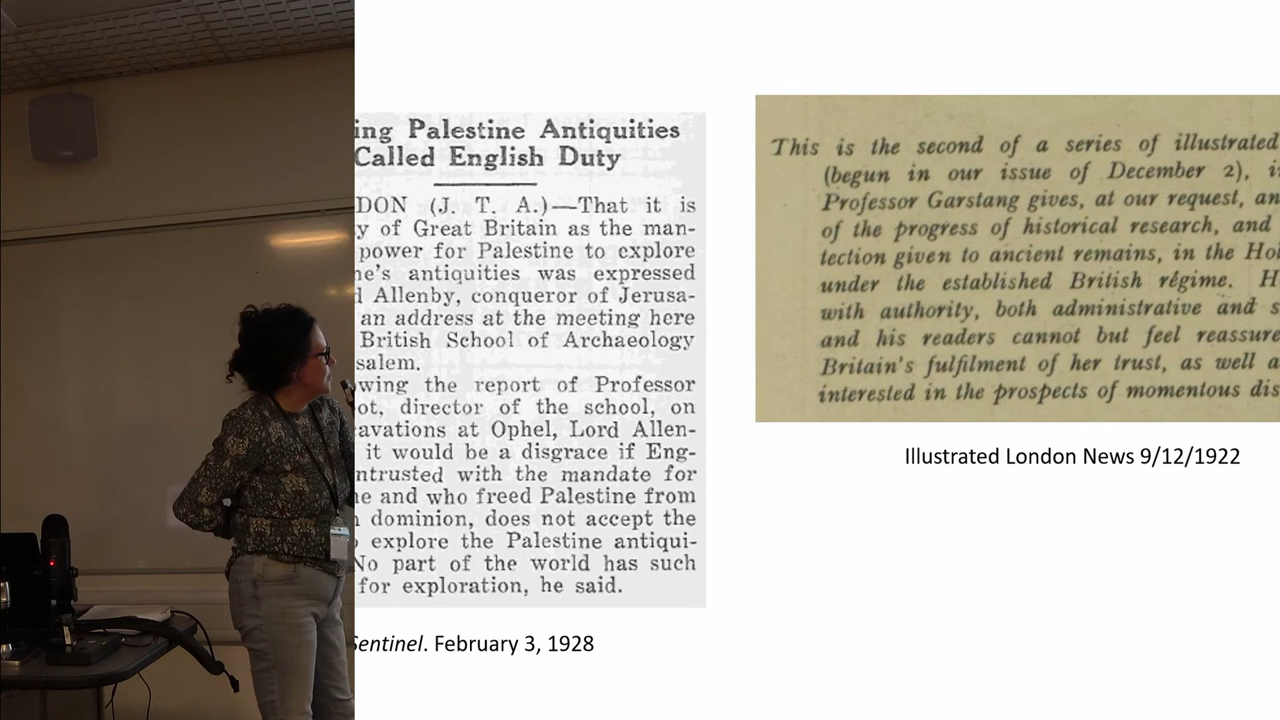 ing Palestine Antiquities
Called English Duty
DON (J. T. A.)—That it is
y of Great Britain as the man-
power for Palestine to explore
ne's antiquities was expressed
d Allenby, conqueror of Jerusa-
an address at the meeting here
British School of Archaeology
salem.
wing the report of Professor
ot, director of the school, on
avations at Ophel, Lord Allen-
it would be a disgrace if Eng-
ntrusted with the mandate for
ne and who freed Palestine from
n dominion, does not accept the
o explore the Palestine antiqui-
No part of the world has such
for exploration, he said.
Sentinel. February 3, 1928
This is the second of a series of illustrated
(begun in our issue of December 2), i
Professor Garstang gives, at our request, an
of the progress of historical research, and
tection given to ancient remains, in the Ho
under the established British régime. H
with authority, both administrative and s
and his readers cannot but feel reassure
Britain's fulfilment of her trust, as well a
interested in the prospects of momentous dis
Illustrated London News 9/12/1922